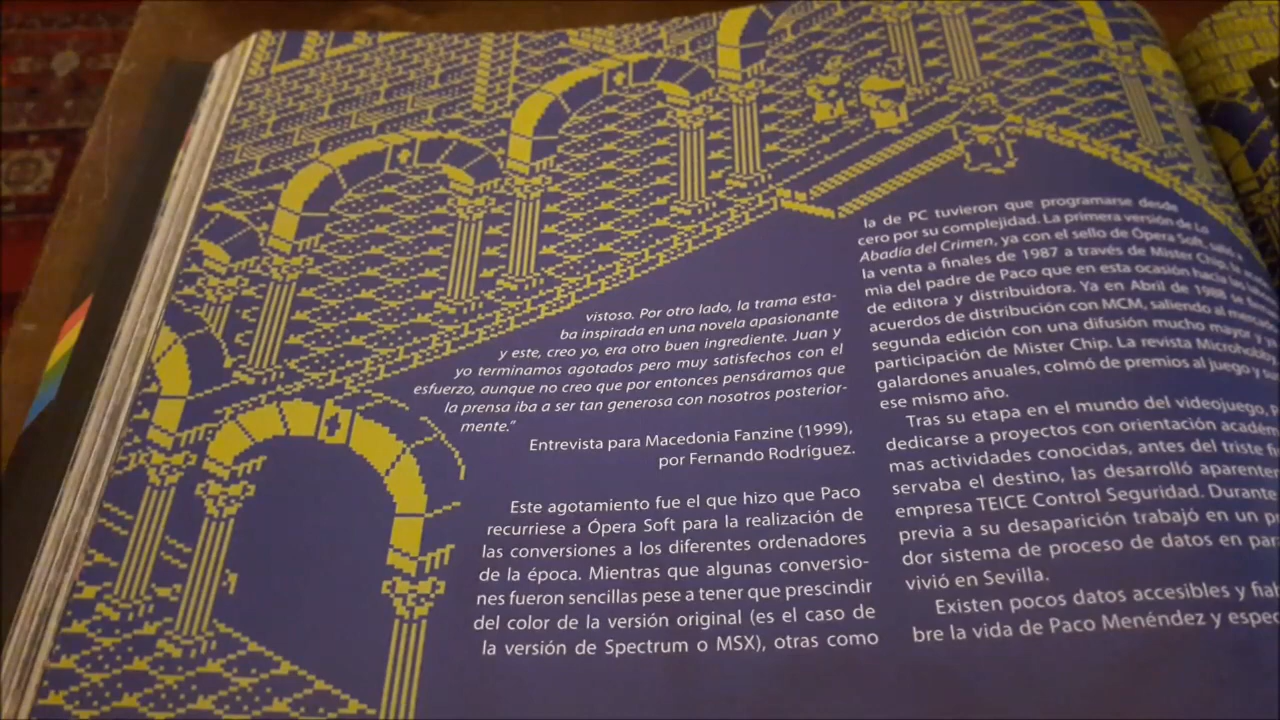 vistoso. Por otro lado, la trama esta-
ba inspirada en una novela apasionante
y este, creo yo, era otro buen ingrediente. Juan y
yo terminamos agotados pero muy satisfechos con el
esfuerzo, aunque no creo que por entonces pensáramos que
la prensa iba a ser tan generosa con nosotros posterior-
mente."
Entrevista para Macedonia Fanzine (1999),
por Fernando Rodríguez.
Este agotamiento fue el que hizo que Paco
recurriese a Ópera Soft para la realización de
las conversiones a los diferentes ordenadores
de la época. Mientras que algunas conversio-
nes fueron sencillas pese a tener que prescindir
del color de la versión original (es el caso de
la versión de Spectrum o MSX), otras como
la de PC tuvieron que programarse desde
cero por su complejidad. La primera versión de La
Abadía del Crimen, ya con el sello de Ópera Soft,
la venta a finales de 1987 a través de Mister Chip,
mia del padre de Paco que en esta ocasión hacía las
de editora y distribuidora. Ya en Abril de 1988 se
acuerdos de distribución con MCM, saliendo al mercado
segunda edición con una difusión mucho mayor y
participación de Mister Chip. La revista Microhobby
galardones anuales, colmó de premios al juego y
ese mismo año.
Tras su etapa en el mundo del videojuego,
dedicarse a proyectos con orientación
mas actividades conocidas, antes del triste
servaba el destino, las desarrolló
empresa TEICE Control Seguridad. Durante
previa a su desaparición trabajó en un
dor sistema de proceso de datos en
vivió en Sevilla.
Existen pocos datos accesibles y
bre la vida de Paco Menéndez y